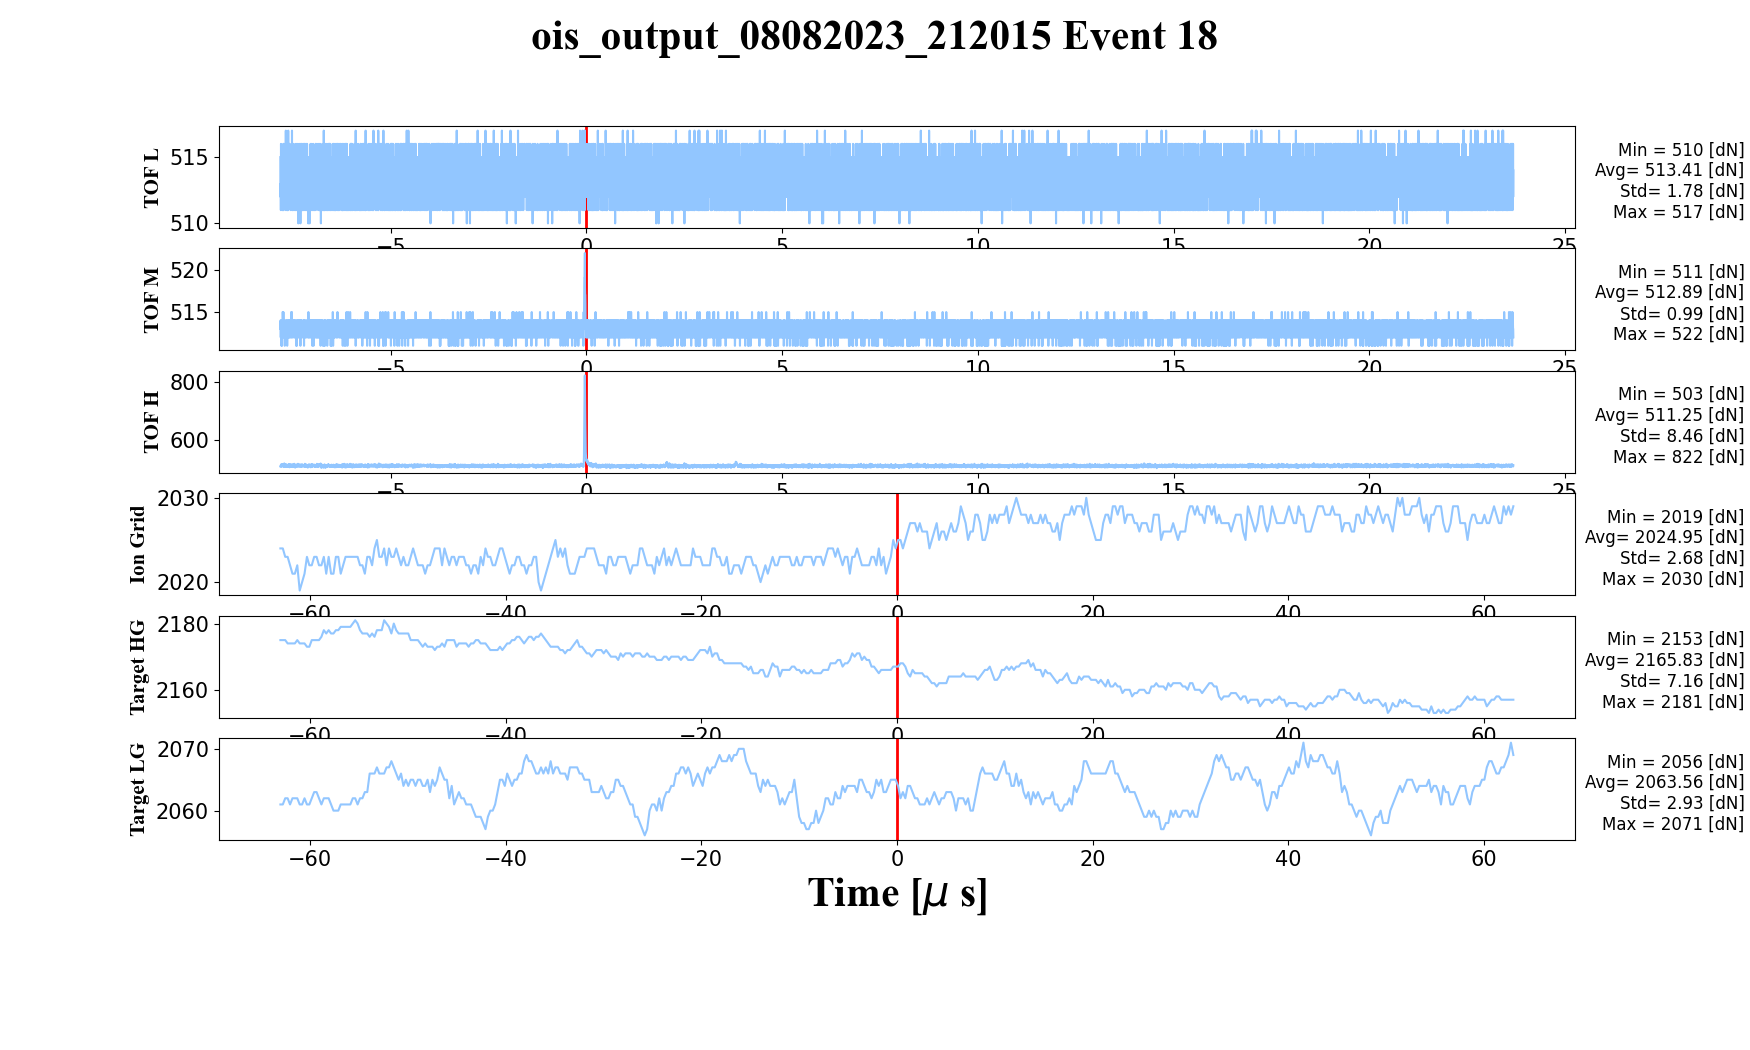 ois_output_08082023_212015 Event 18
TOF L
515
510
−5
0
5
10
15
20
25
Min = 510 [dN]
Avg= 513.41 [dN]
Std= 1.78 [dN]
Max = 517 [dN]
TOF M
520
515
−5
0
5
10
15
20
25
Min = 511 [dN]
Avg= 512.89 [dN]
Std= 0.99 [dN]
Max = 522 [dN]
TOF H
800
600
−5
0
5
10
15
20
25
Min = 503 [dN]
Avg= 511.25 [dN]
Std= 8.46 [dN]
Max = 822 [dN]
Ion Grid
2030
2020
−60
−40
−20
0
20
40
60
Min = 2019 [dN]
Avg= 2024.95 [dN]
Std= 2.68 [dN]
Max = 2030 [dN]
Target HG
2180
2160
−60
−40
−20
0
20
40
60
Min = 2153 [dN]
Avg= 2165.83 [dN]
Std= 7.16 [dN]
Max = 2181 [dN]
Target LG
2070
2060
−60
−40
−20
0
20
40
60
Min = 2056 [dN]
Avg= 2063.56 [dN]
Std= 2.93 [dN]
Max = 2071 [dN]
Time [μ s]